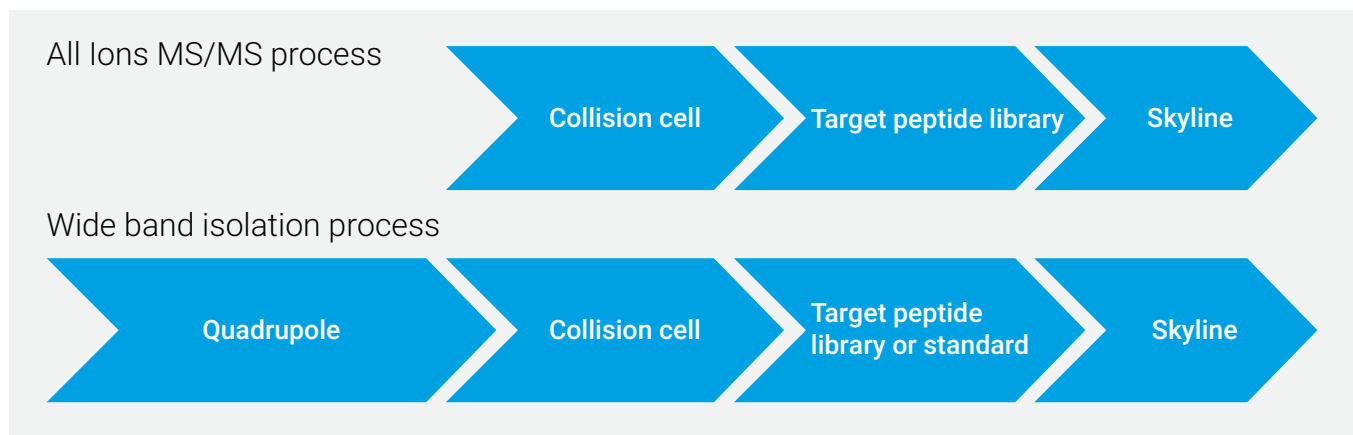 All Ions MS/MS process
Collision cell
Target peptide library
Skyline
Wide band isolation process
Quadrupole
Collision cell
Target peptide
library or standard
Skyline